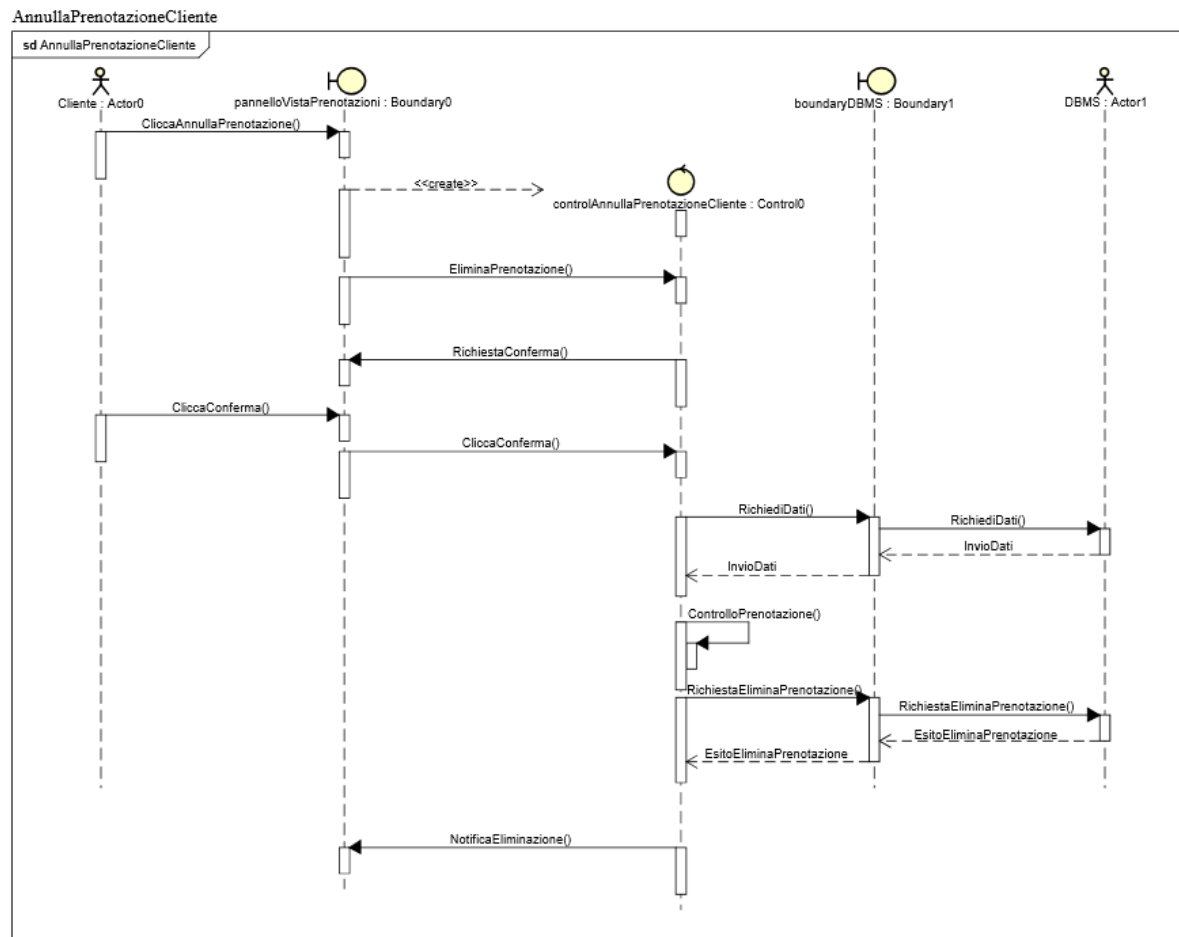 AnnullaPrenotazioneCliente
sd AnnullaPrenotazioneCliente
Cliente : Actor0
pannelloVistaPrenotazioni : Boundary0
boundaryDBMS : Boundary1
DBMS : Actor1
CliccaAnnullaPrenotazione()
<<create>>
controlAnnullaPrenotazioneCliente : Control0
EliminaPrenotazione()
RichiestaConferma()
CliccaConferma()
CliccaConferma()
RichiediDati()
RichiediDati()
InvioDati
InvioDati
ControlloPrenotazione()
RichiestaEliminaPrenotazione()
RichiestaEliminaPrenotazione()
EsitoEliminaPrenotazione
EsitoEliminaPrenotazione
NotificaEliminazione()